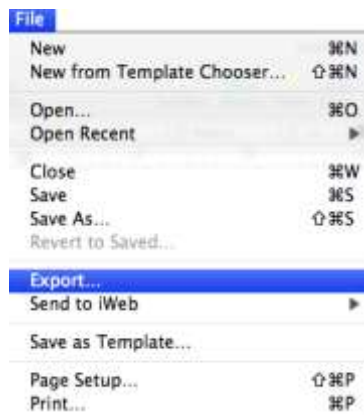 File
New ⌘N
New from Template Chooser... ⇧⌘N
Open... ⌘O
Open Recent ▶
Close ⌘W
Save ⌘S
Save As... ⇧⌘S
Revert to Saved...
Export...
Send to iWeb ▶
Save as Template...
Page Setup... ⇧⌘P
Print... ⌘P